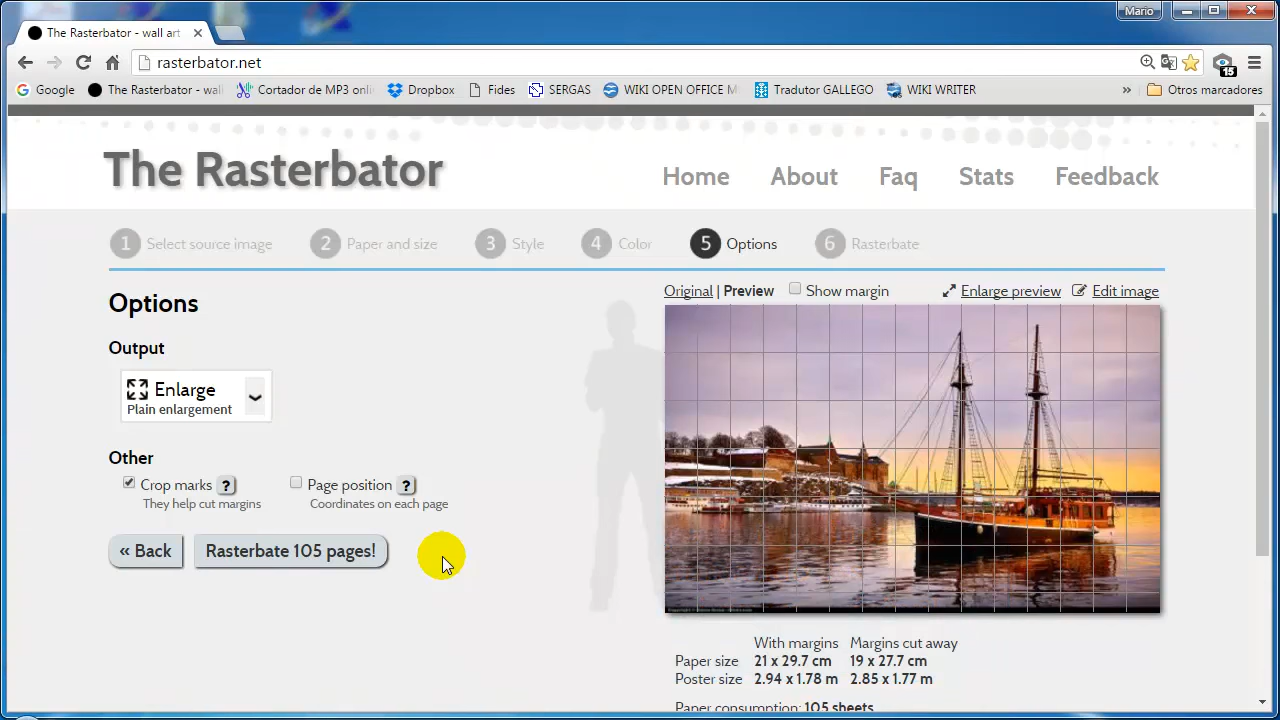 Mario
The Rasterbator - wall art
rasterbator.net
15
Google
The Rasterbator - wal
Cortador de MP3 onli
Dropbox
Fides
SERGAS
WIKI OPEN OFFICE M
Tradutor GALLEGO
WIKI WRITER
»
Otros marcadores
The Rasterbator
Home
About
Faq
Stats
Feedback
1 Select source image
2 Paper and size
3 Style
4 Color
5 Options
6 Rasterbate
Options
Original | Preview
Show margin
Enlarge preview
Edit image
Output
Enlarge
Plain enlargement
Other
Crop marks ?
They help cut margins
Page position ?
Coordinates on each page
« Back
Rasterbate 105 pages!
With margins Margins cut away
Paper size 21 x 29.7 cm 19 x 27.7 cm
Poster size 2.94 x 1.78 m 2.85 x 1.77 m
Paper consumption: 105 sheets